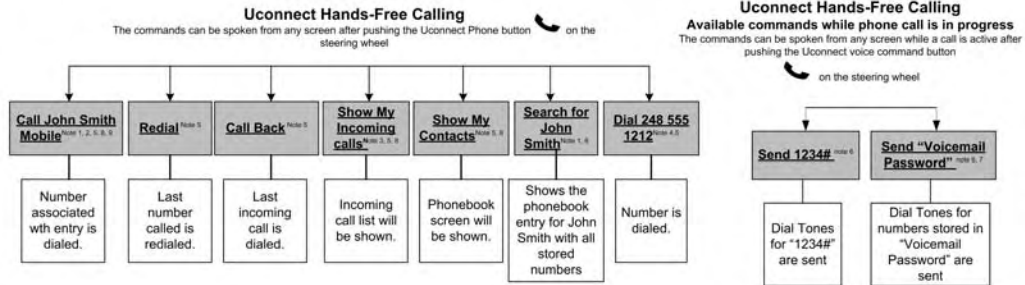 Uconnect Hands-Free Calling
The commands can be spoken from any screen after pushing the Uconnect Phone button on the
steering wheel
Call John Smith
Mobile Note 1, 2, 5, 8, 9
Redial Note 5
Call Back Note 5
Show My
Incoming
calls" Note 3, 5, 8
Show My
Contacts Note 5, 8
Search for
John
Smith Note 1, 6
Dial 248 555
1212 Note 4,5
Number
associated
wth entry is
dialed.
Last
number
called is
redialed.
Last
incoming
call is
dialed.
Incoming
call list will
be shown.
Phonebook
screen will
be shown.
Shows the
phonebook
entry for John
Smith with all
stored
numbers
Number is
dialed.
Uconnect Hands-Free Calling
Available commands while phone call is in progress
The commands can be spoken from any screen while a call is active after
pushing the Uconnect voice command button
on the steering wheel
Send 1234# note 6
Send "Voicemail
Password" note 6, 7
Dial Tones
for "1234#"
are sent
Dial Tones for
numbers stored in
"Voicemail
Password" are
sent